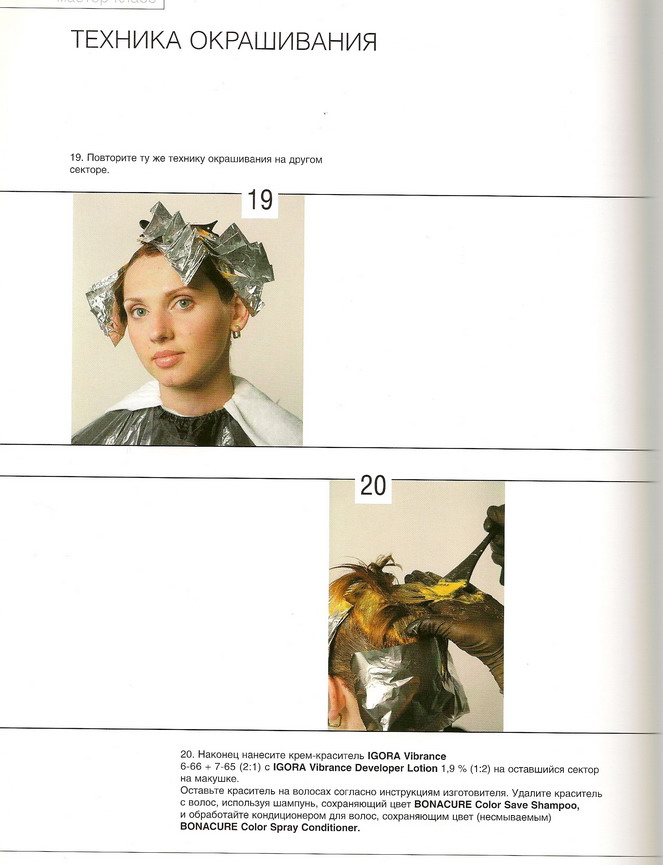 мастер-класс
ТЕХНИКА ОКРАШИВАНИЯ
19. Повторите ту же технику окрашивания на другом
секторе.
19
20
20. Наконец нанесите крем-краситель IGORA Vibrance
6-66 + 7-65 (2:1) с IGORA Vibrance Developer Lotion 1,9 % (1:2) на оставшийся сектор
на макушке.
Оставьте краситель на волосах согласно инструкциям изготовителя. Удалите краситель
с волос, используя шампунь, сохраняющий цвет BONACURE Color Save Shampoo,
и обработайте кондиционером для волос, сохраняющим цвет (несмываемым)
BONACURE Color Spray Conditioner.